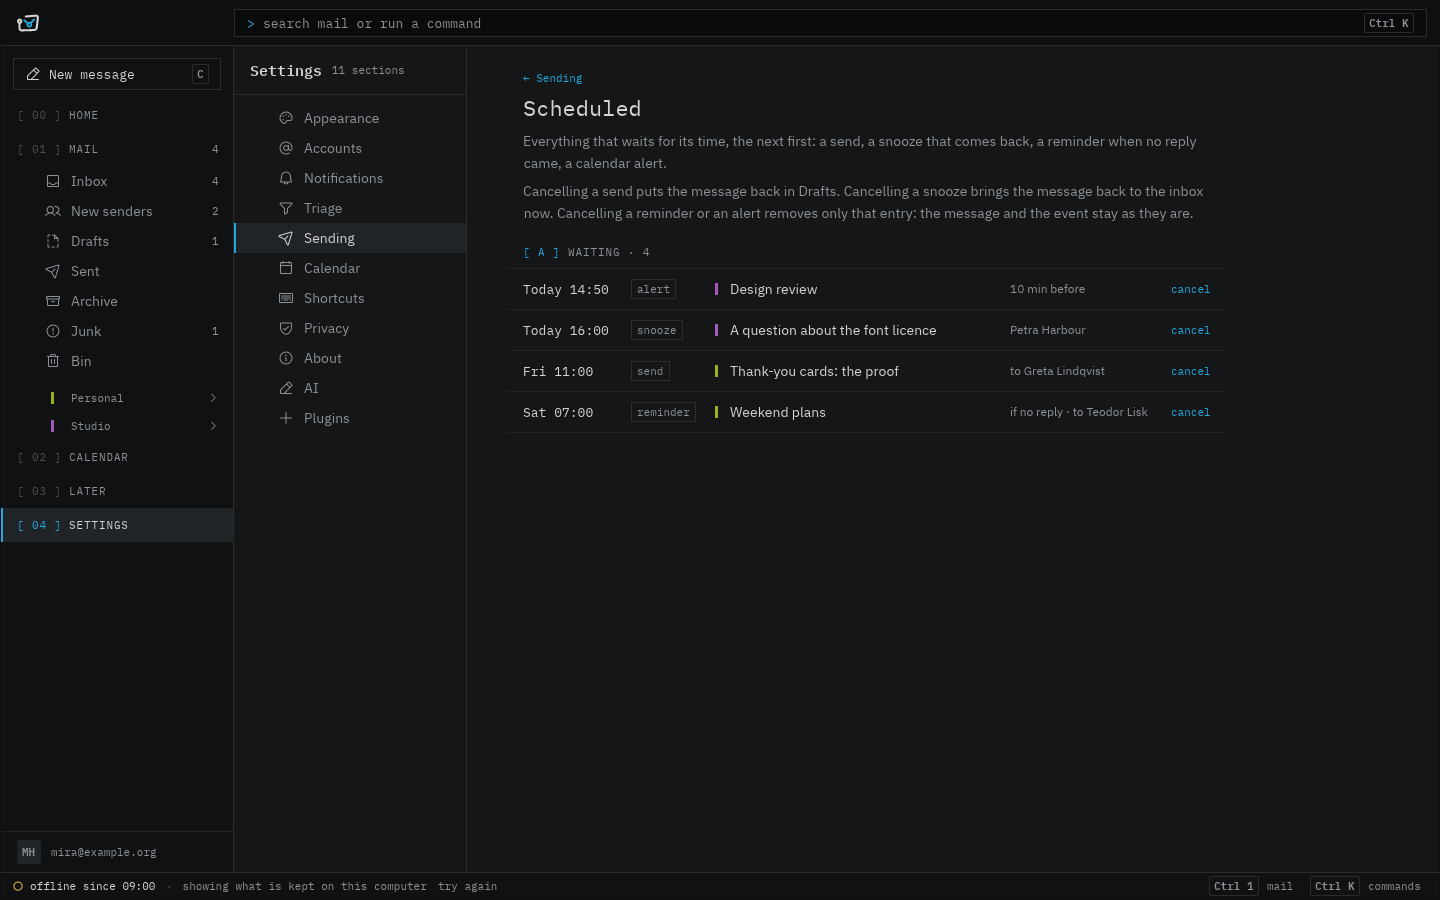 > search mail or run a command
Ctrl K
New message C
[ 00 ] HOME
[ 01 ] MAIL 4
Inbox 4
New senders 2
Drafts 1
Sent
Archive
Junk 1
Bin
Personal
Studio
[ 02 ] CALENDAR
[ 03 ] LATER
[ 04 ] SETTINGS
MH mira@example.org
Settings 11 sections
Appearance
Accounts
Notifications
Triage
Sending
Calendar
Shortcuts
Privacy
About
AI
Plugins
← Sending
Scheduled
Everything that waits for its time, the next first: a send, a snooze that comes back, a reminder when no reply
came, a calendar alert.
Cancelling a send puts the message back in Drafts. Cancelling a snooze brings the message back to the inbox
now. Cancelling a reminder or an alert removes only that entry: the message and the event stay as they are.
[ A ] WAITING · 4
Today 14:50 alert Design review 10 min before cancel
Today 16:00 snooze A question about the font licence Petra Harbour cancel
Fri 11:00 send Thank-you cards: the proof to Greta Lindqvist cancel
Sat 07:00 reminder Weekend plans if no reply · to Teodor Lisk cancel
offline since 09:00 · showing what is kept on this computer try again
Ctrl 1 mail Ctrl K commands